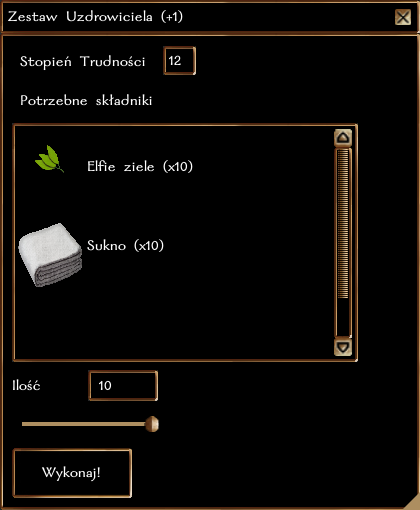 Zestaw Uzdrowiciela (+1)
Stopień Trudności 12
Potrzebne składniki
Elfie ziele (x10)
Sukno (x10)
Ilość 10
Wykonaj!